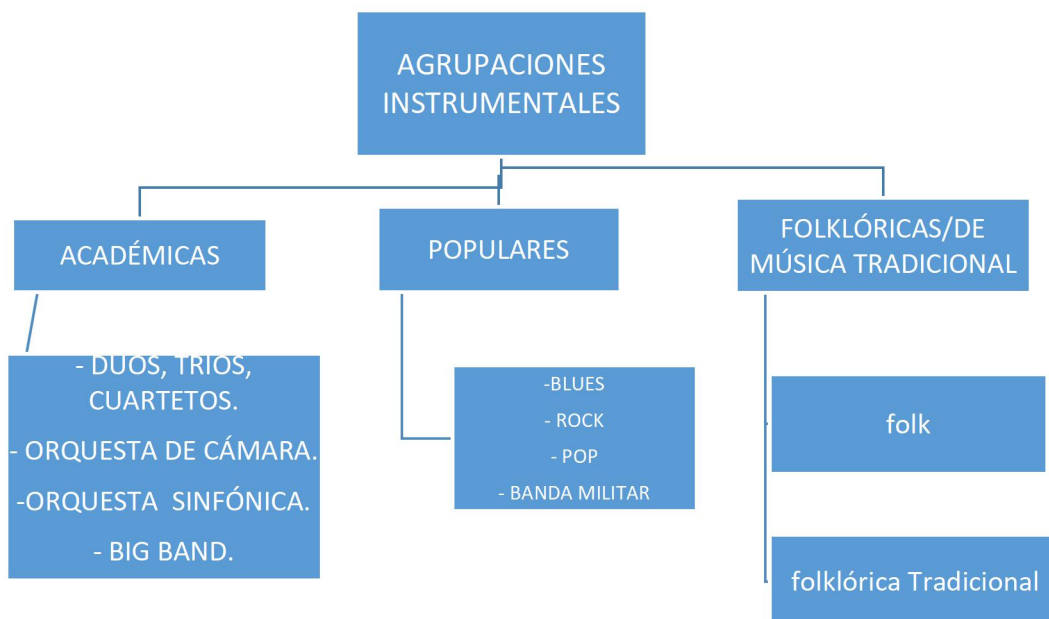 AGRUPACIONES
INSTRUMENTALES
ACADÉMICAS
- DUOS, TRIOS,
CUARTETOS.
- ORQUESTA DE CÁMARA.
-ORQUESTA SINFÓNICA.
- BIG BAND.
POPULARES
-BLUES
- ROCK
- POP
- BANDA MILITAR
FOLKLÓRICAS/DE
MÚSICA TRADICIONAL
folk
folklórica Tradicional